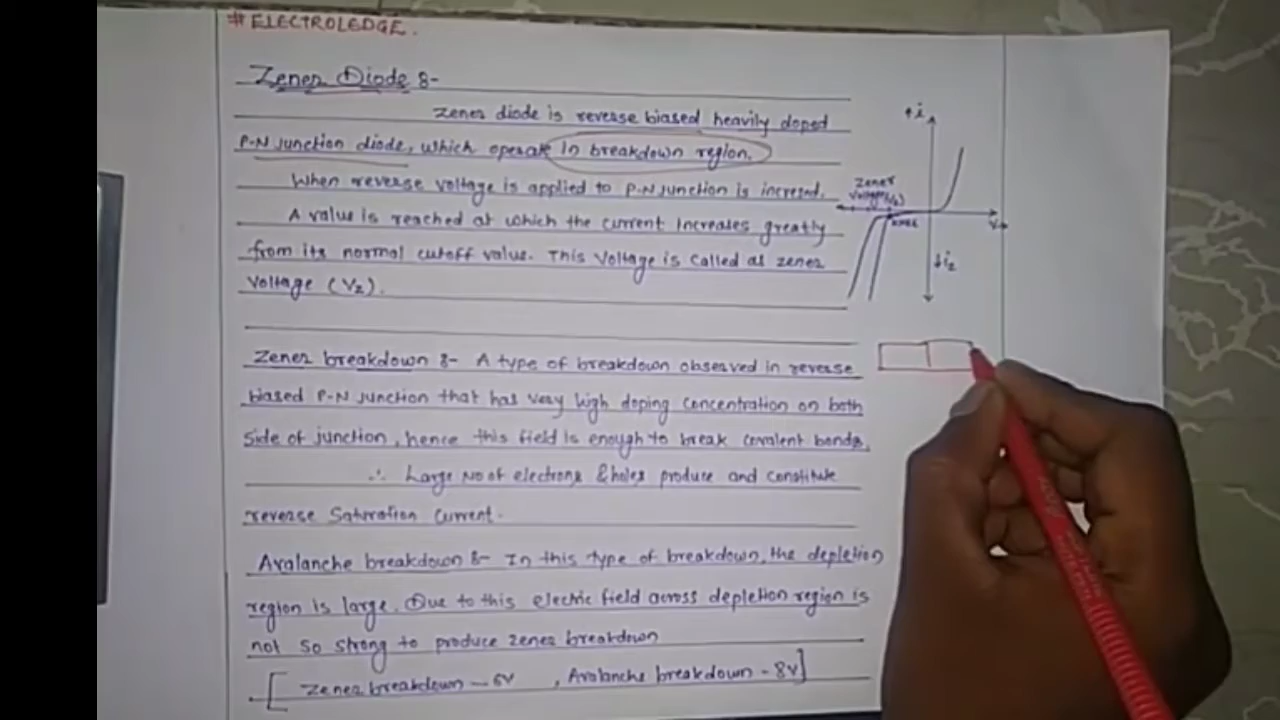 #ELECTROLEDGE.
Zener Diode :-
Zener diode is reverse biased heavily doped
P-N junction diode, which operate in breakdown region.
When reverse voltage is applied to P-N junction is incresed.
A value is reached at which the current increases greatly
from its normal cutoff value. This Voltage is called as zener
Voltage (Vz).
+i
Zener
Voltage(Vz)
knee
V+
↓iz
Zener breakdown :- A type of breakdown observed in reverse
biased P-N junction that has very high doping concentration on both
side of junction, hence this field is enough to break covalent bonds.
∴ Large No of electrons & holes produce and constitute
reverse Saturation Current.
Avalanche breakdown :- In this type of breakdown, the depletion
region is large. Due to this electric field across depletion region is
not so strong to produce zener breakdown
[ Zener breakdown - 6V , Avalanche breakdown - 8V]